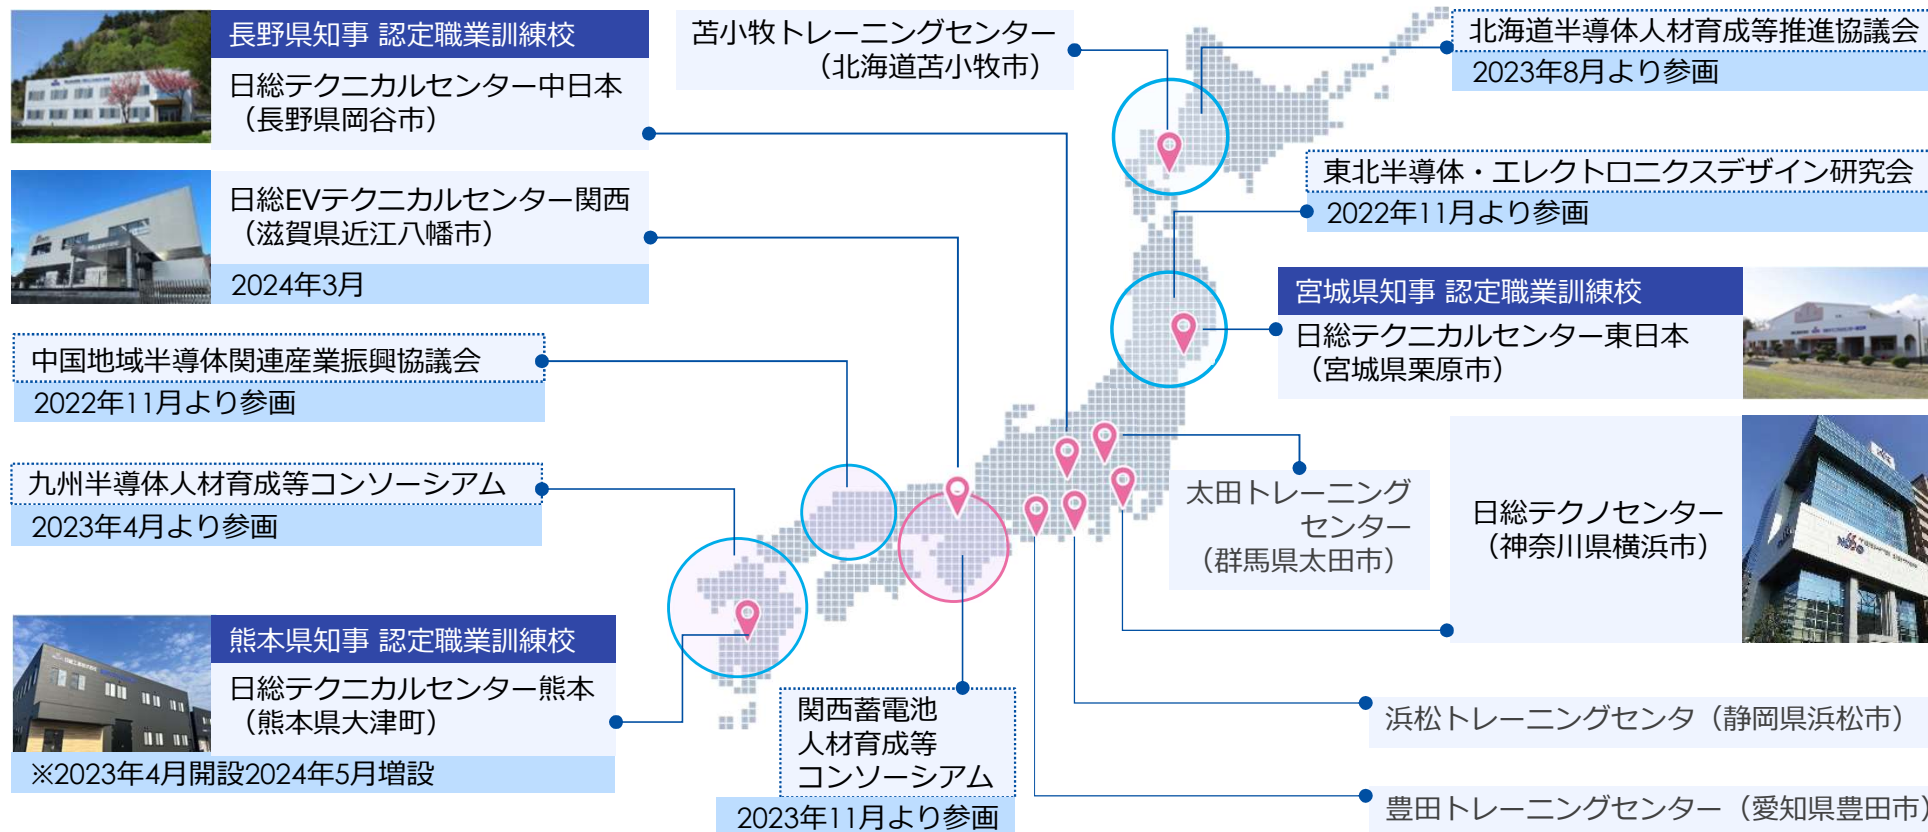 長野県知事 認定職業訓練校
日総テクニカルセンター中日本
（長野県岡谷市）
日総EVテクニカルセンター関西
（滋賀県近江八幡市）
2024年3月
中国地域半導体関連産業振興協議会
2022年11月より参画
九州半導体人材育成等コンソーシアム
2023年4月より参画
熊本県知事 認定職業訓練校
日総テクニカルセンター熊本
（熊本県大津町）
※2023年4月開設2024年5月増設
苫小牧トレーニングセンター
（北海道苫小牧市）
関西蓄電池
人材育成等
コンソーシアム
2023年11月より参画
北海道半導体人材育成等推進協議会
2023年8月より参画
東北半導体・エレクトロニクスデザイン研究会
2022年11月より参画
宮城県知事 認定職業訓練校
日総テクニカルセンター東日本
（宮城県栗原市）
太田トレーニング
センター
（群馬県太田市）
日総テクノセンター
（神奈川県横浜市）
浜松トレーニングセンタ（静岡県浜松市）
豊田トレーニングセンター（愛知県豊田市）